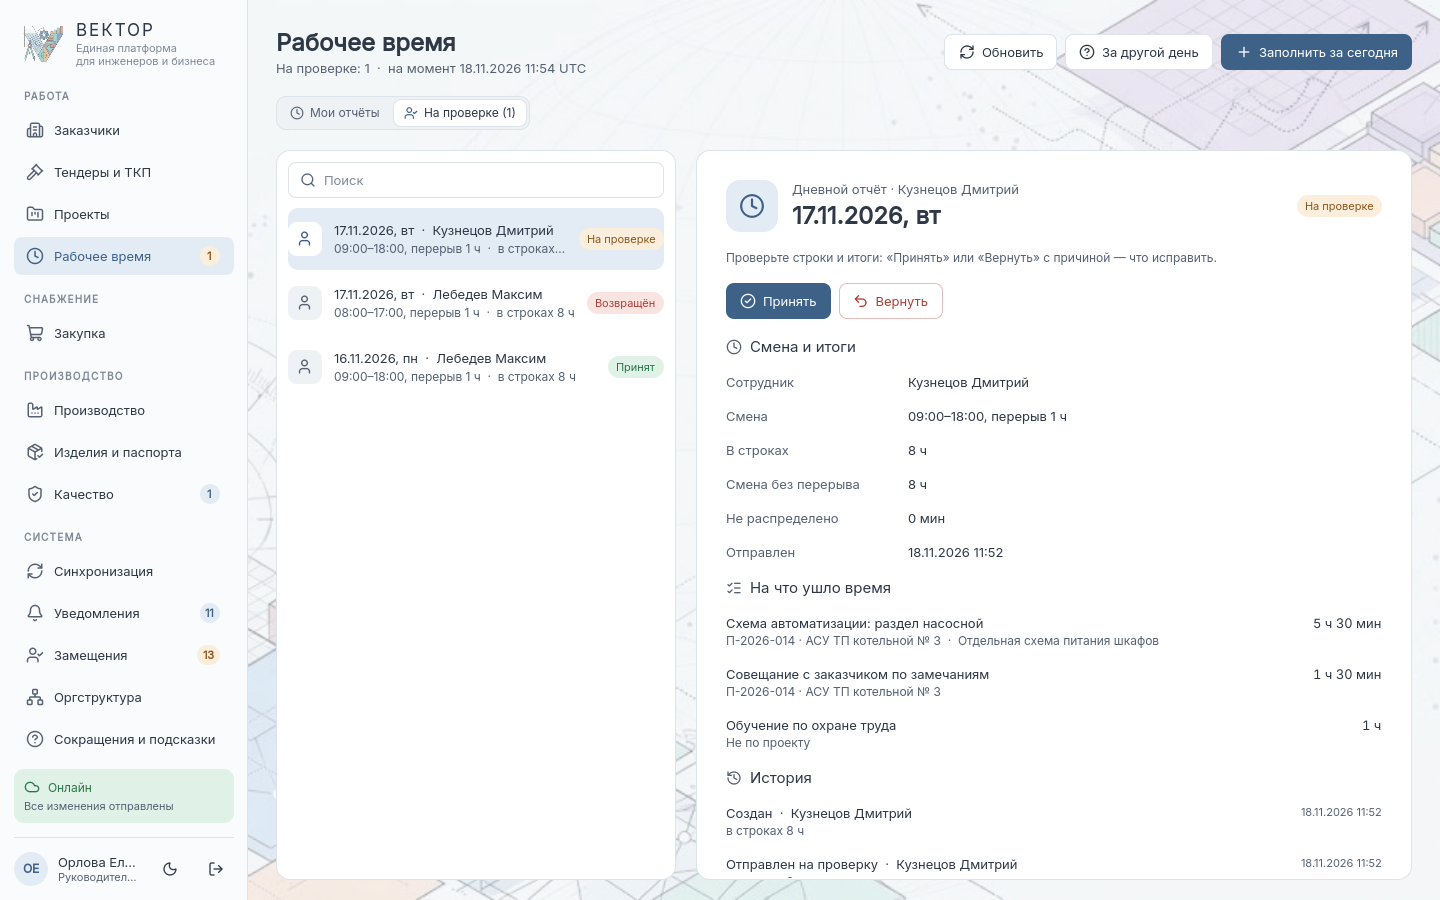 ВЕКТОР
Единая платформа
для инженеров и бизнеса
РАБОТА
Заказчики
Тендеры и ТКП
Проекты
Рабочее время 1
СНАБЖЕНИЕ
Закупка
ПРОИЗВОДСТВО
Производство
Изделия и паспорта
Качество 1
СИСТЕМА
Синхронизация
Уведомления 11
Замещения 13
Оргструктура
Сокращения и подсказки
Онлайн
Все изменения отправлены
ОЕ
Орлова Ел...
Руководител...
Рабочее время
На проверке: 1 · на момент 18.11.2026 11:54 UTC
Обновить
За другой день
Заполнить за сегодня
Мои отчёты
На проверке (1)
Поиск
17.11.2026, вт · Кузнецов Дмитрий
09:00–18:00, перерыв 1 ч · в строках...
На проверке
17.11.2026, вт · Лебедев Максим
08:00–17:00, перерыв 1 ч · в строках 8 ч
Возвращён
16.11.2026, пн · Лебедев Максим
09:00–18:00, перерыв 1 ч · в строках 8 ч
Принят
Дневной отчёт · Кузнецов Дмитрий
17.11.2026, вт
На проверке
Проверьте строки и итоги: «Принять» или «Вернуть» с причиной — что исправить.
Принять
Вернуть
Смена и итоги
Сотрудник Кузнецов Дмитрий
Смена 09:00–18:00, перерыв 1 ч
В строках 8 ч
Смена без перерыва 8 ч
Не распределено 0 мин
Отправлен 18.11.2026 11:52
На что ушло время
Схема автоматизации: раздел насосной 5 ч 30 мин
П-2026-014 · АСУ ТП котельной № 3 · Отдельная схема питания шкафов
Совещание с заказчиком по замечаниям 1 ч 30 мин
П-2026-014 · АСУ ТП котельной № 3
Обучение по охране труда 1 ч
Не по проекту
История
Создан · Кузнецов Дмитрий 18.11.2026 11:52
в строках 8 ч
Отправлен на проверку · Кузнецов Дмитрий 18.11.2026 11:52